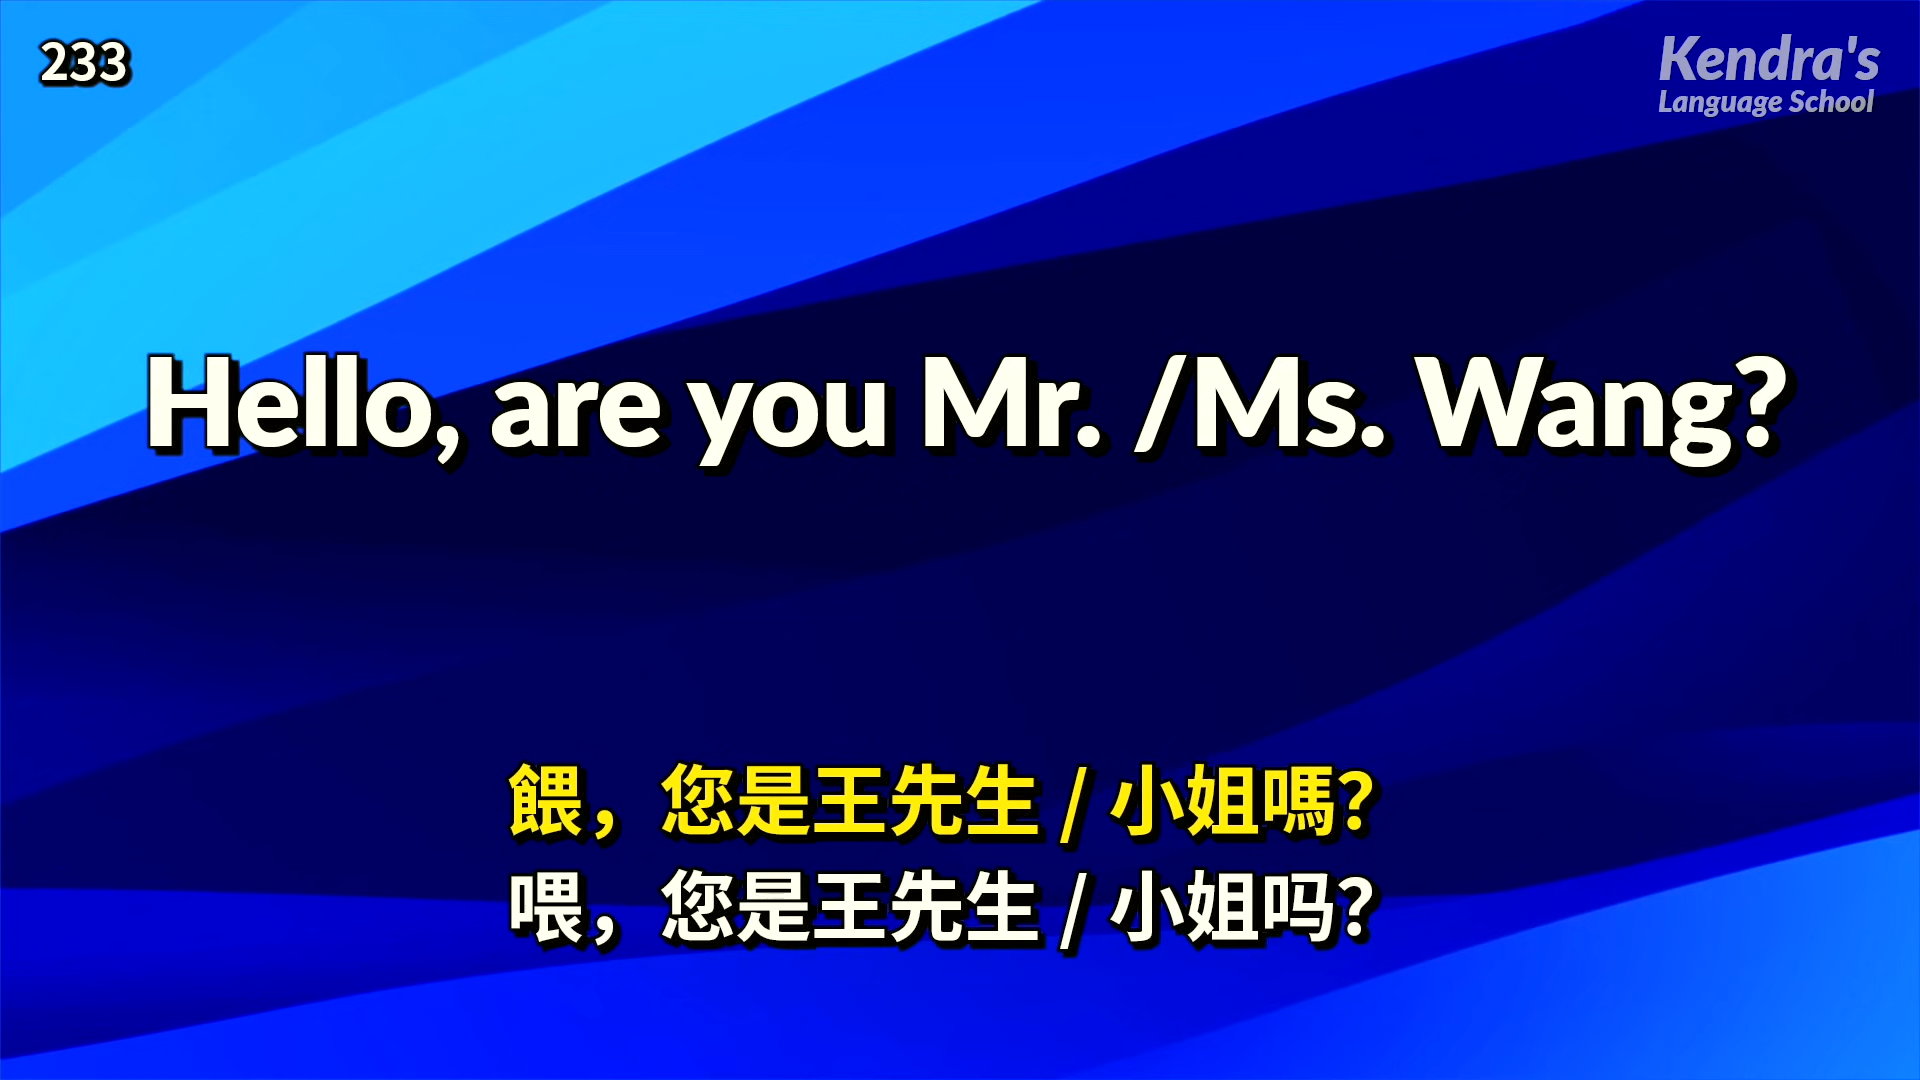 233
Kendra's
Language School
Hello, are you Mr. /Ms. Wang?
餵，您是王先生 / 小姐嗎？
喂，您是王先生 / 小姐吗？